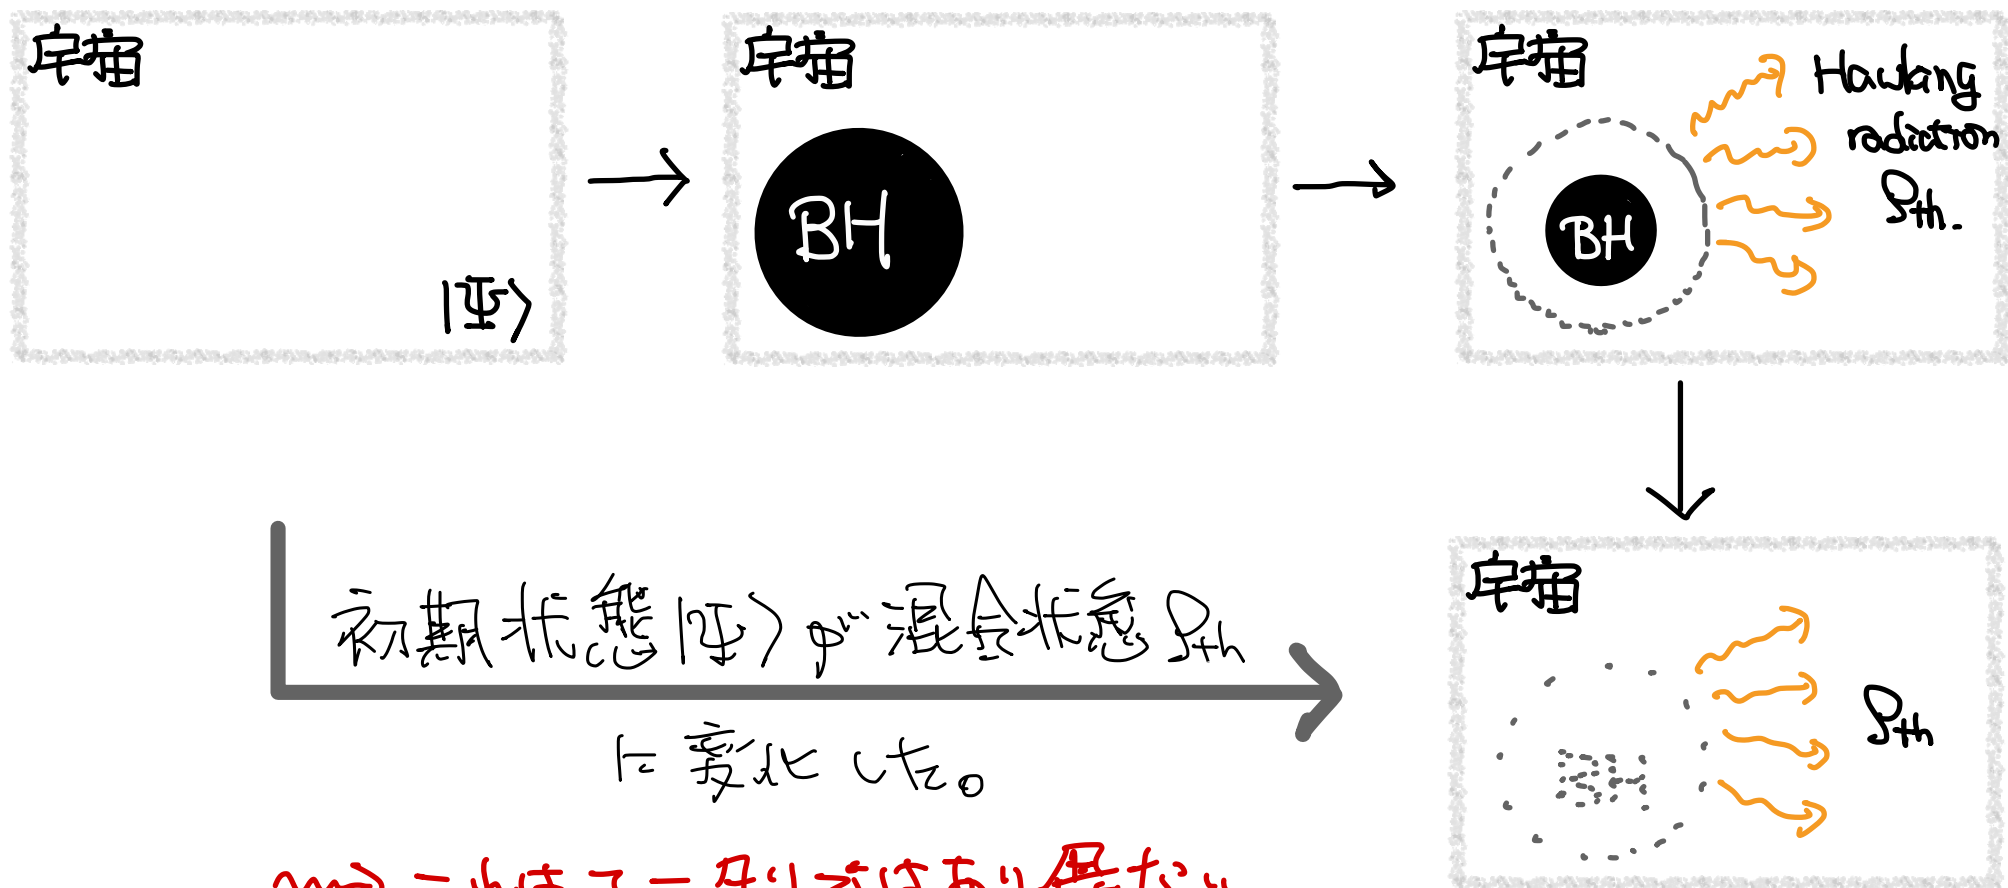 宇宙
|Ψ⟩
宇宙
BH
宇宙
Hawking
radiation
ρth.
BH
初期状態|Ψ⟩が混合状態ρth
に変化した。
宇宙
BH
ρth